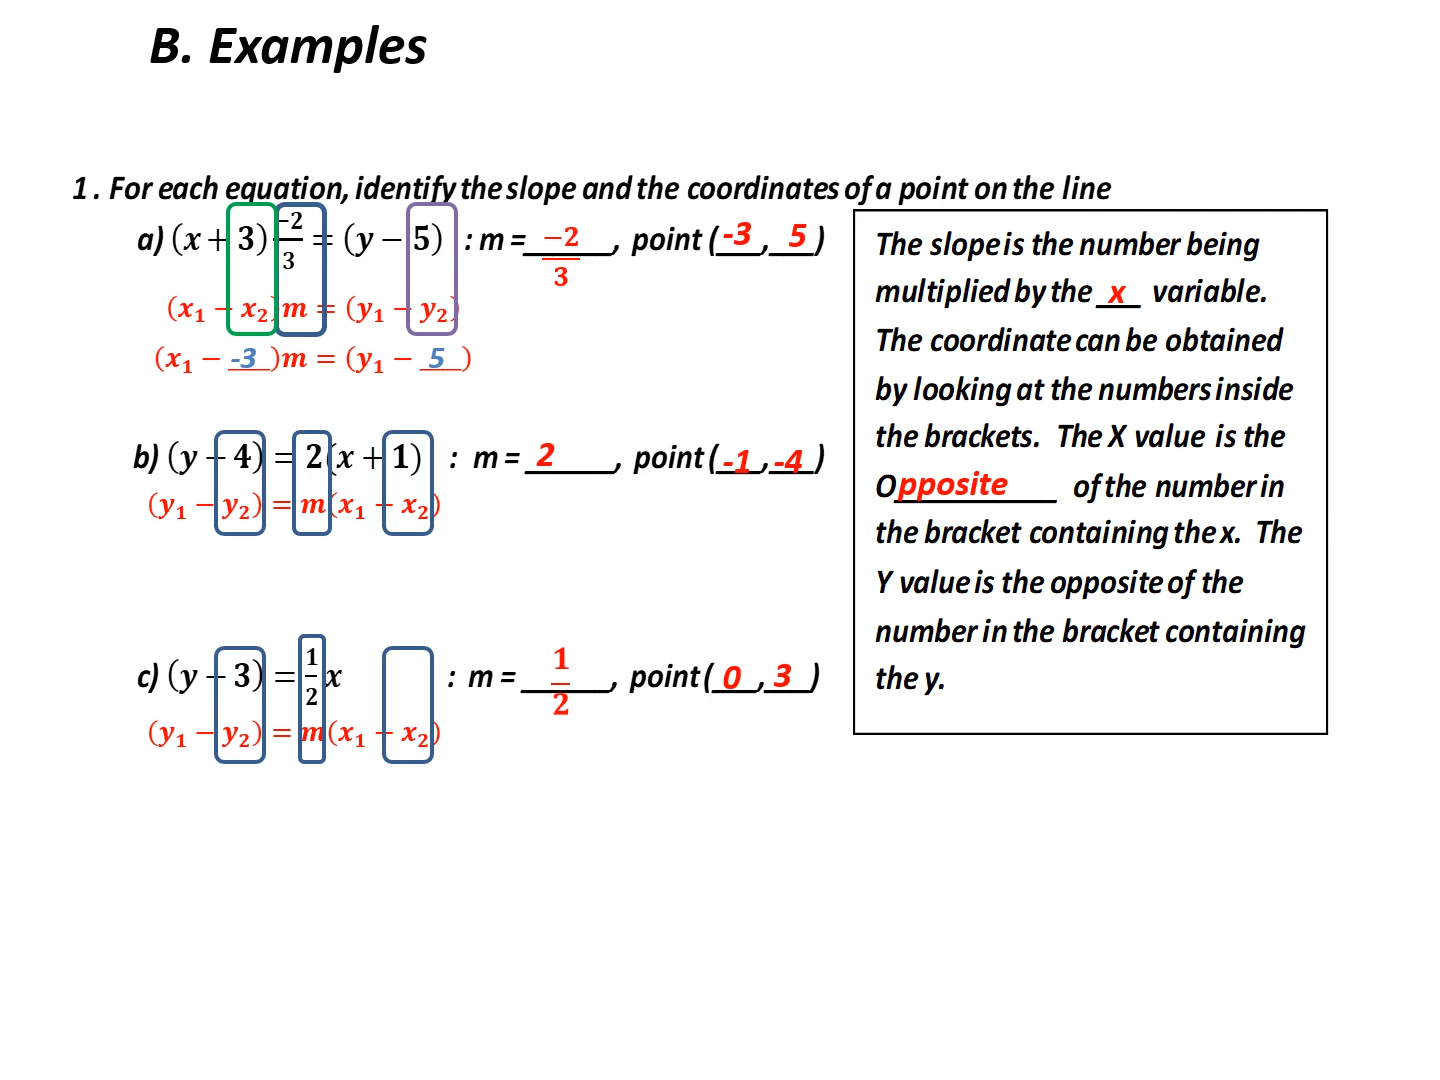 B. Examples
1. For each equation, identify the slope and the coordinates of a point on the line
a) (x + 3) -2/3 = (y − 5) : m = −2/3, point (-3, 5)
(x₁ − x₂)m = (y₁ − y₂)
(x₁ − -3)m = (y₁ − 5)
b) (y + 4) = 2(x + 1) : m = 2, point (-1, -4)
(y₁ − y₂) = m(x₁ − x₂)
c) (y − 3) = 1/2 x : m = 1/2, point (0, 3)
(y₁ − y₂) = m(x₁ − x₂)
The slope is the number being
multiplied by the x variable.
The coordinate can be obtained
by looking at the numbers inside
the brackets. The X value is the
Opposite of the number in
the bracket containing the x. The
Y value is the opposite of the
number in the bracket containing
the y.